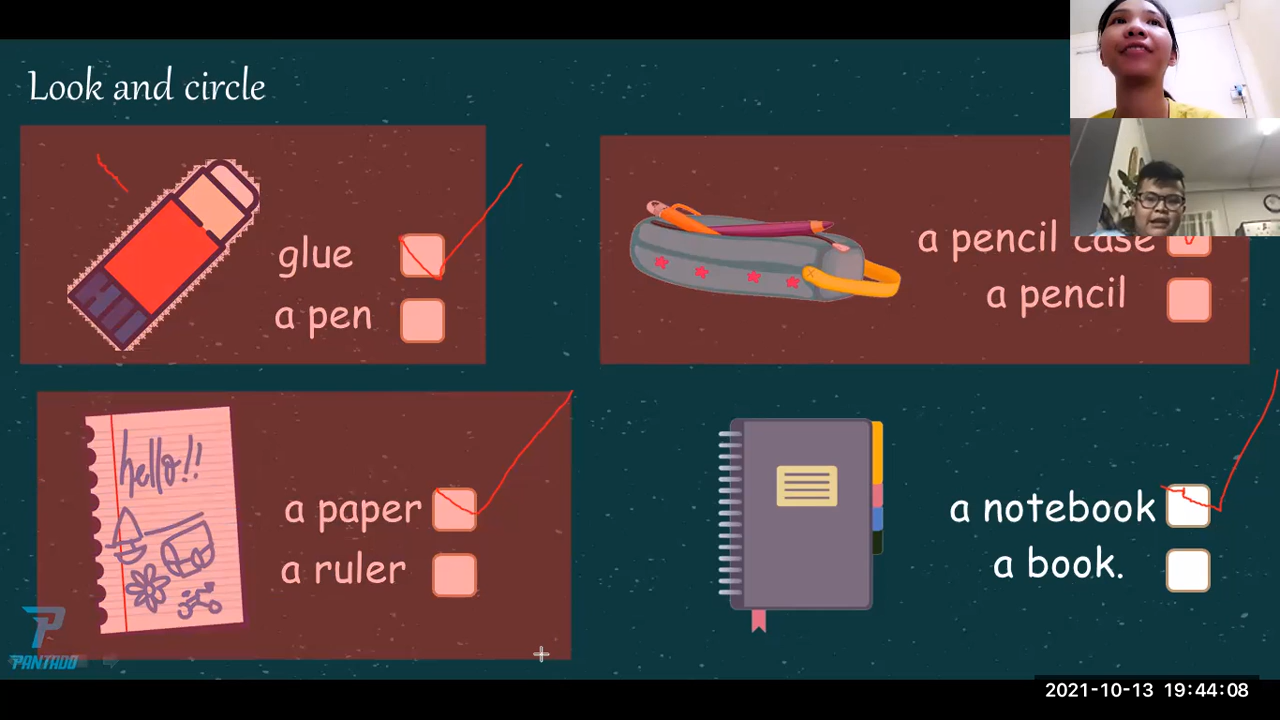 Look and circle
glue
a pen
a pencil case
a pencil
hello!!
a paper
a ruler
a notebook
a book.
PANTADO
2021-10-13 19:44:08